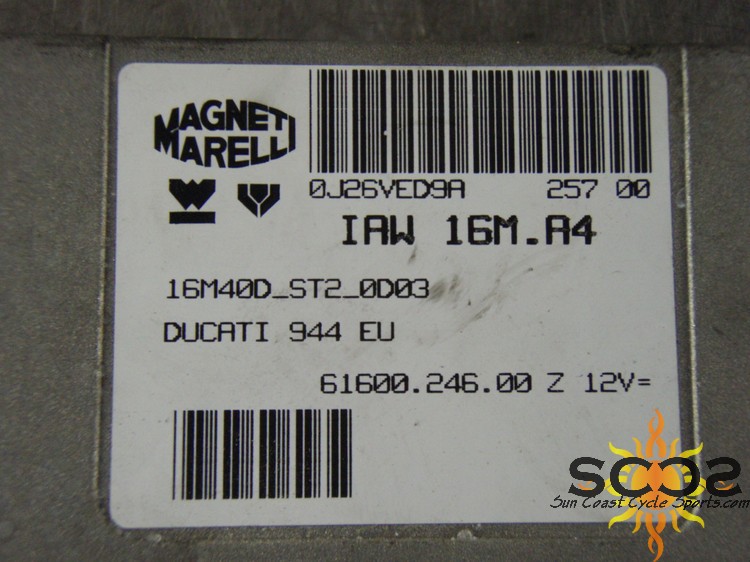 MAGNETI
MARELLI
0J26VED9A 257 00
IAW 16M.A4
16M40D_ST2_0D03
DUCATI 944 EU
61600.246.00 Z 12V=
SCCS
Sun Coast Cycle Sports.com